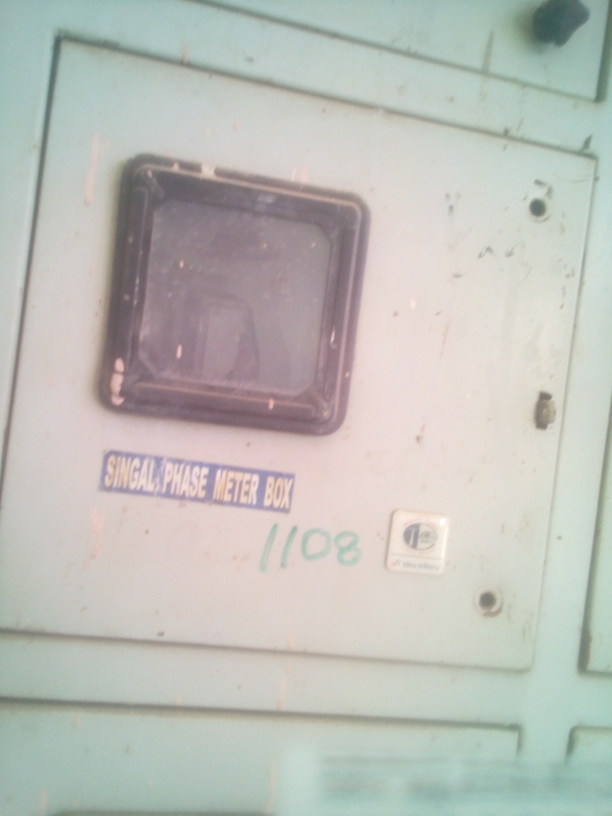 SINGAL PHASE METER BOX
1108